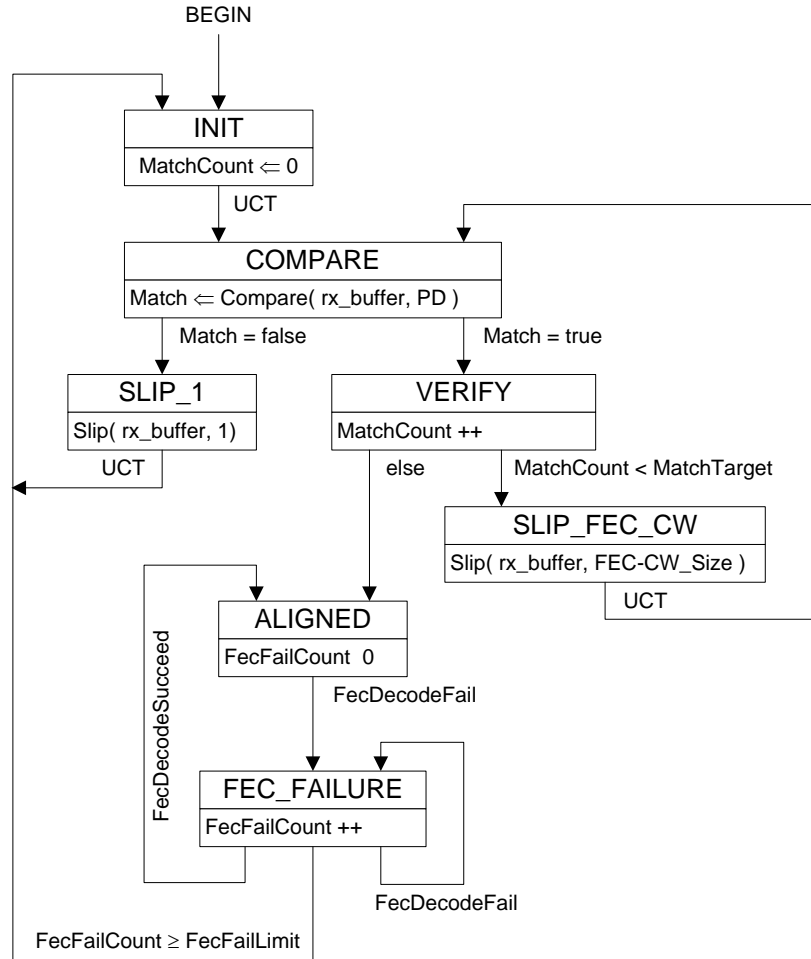 BEGIN
INIT
MatchCount ⇐ 0
UCT
COMPARE
Match ⇐ Compare( rx_buffer, PD )
Match = false
Match = true
SLIP_1
Slip( rx_buffer, 1)
UCT
VERIFY
MatchCount ++
else
MatchCount < MatchTarget
SLIP_FEC_CW
Slip( rx_buffer, FEC-CW_Size )
UCT
ALIGNED
FecFailCount 0
FecDecodeSucceed
FecDecodeFail
FEC_FAILURE
FecFailCount ++
FecDecodeFail
FecFailCount ≥ FecFailLimit